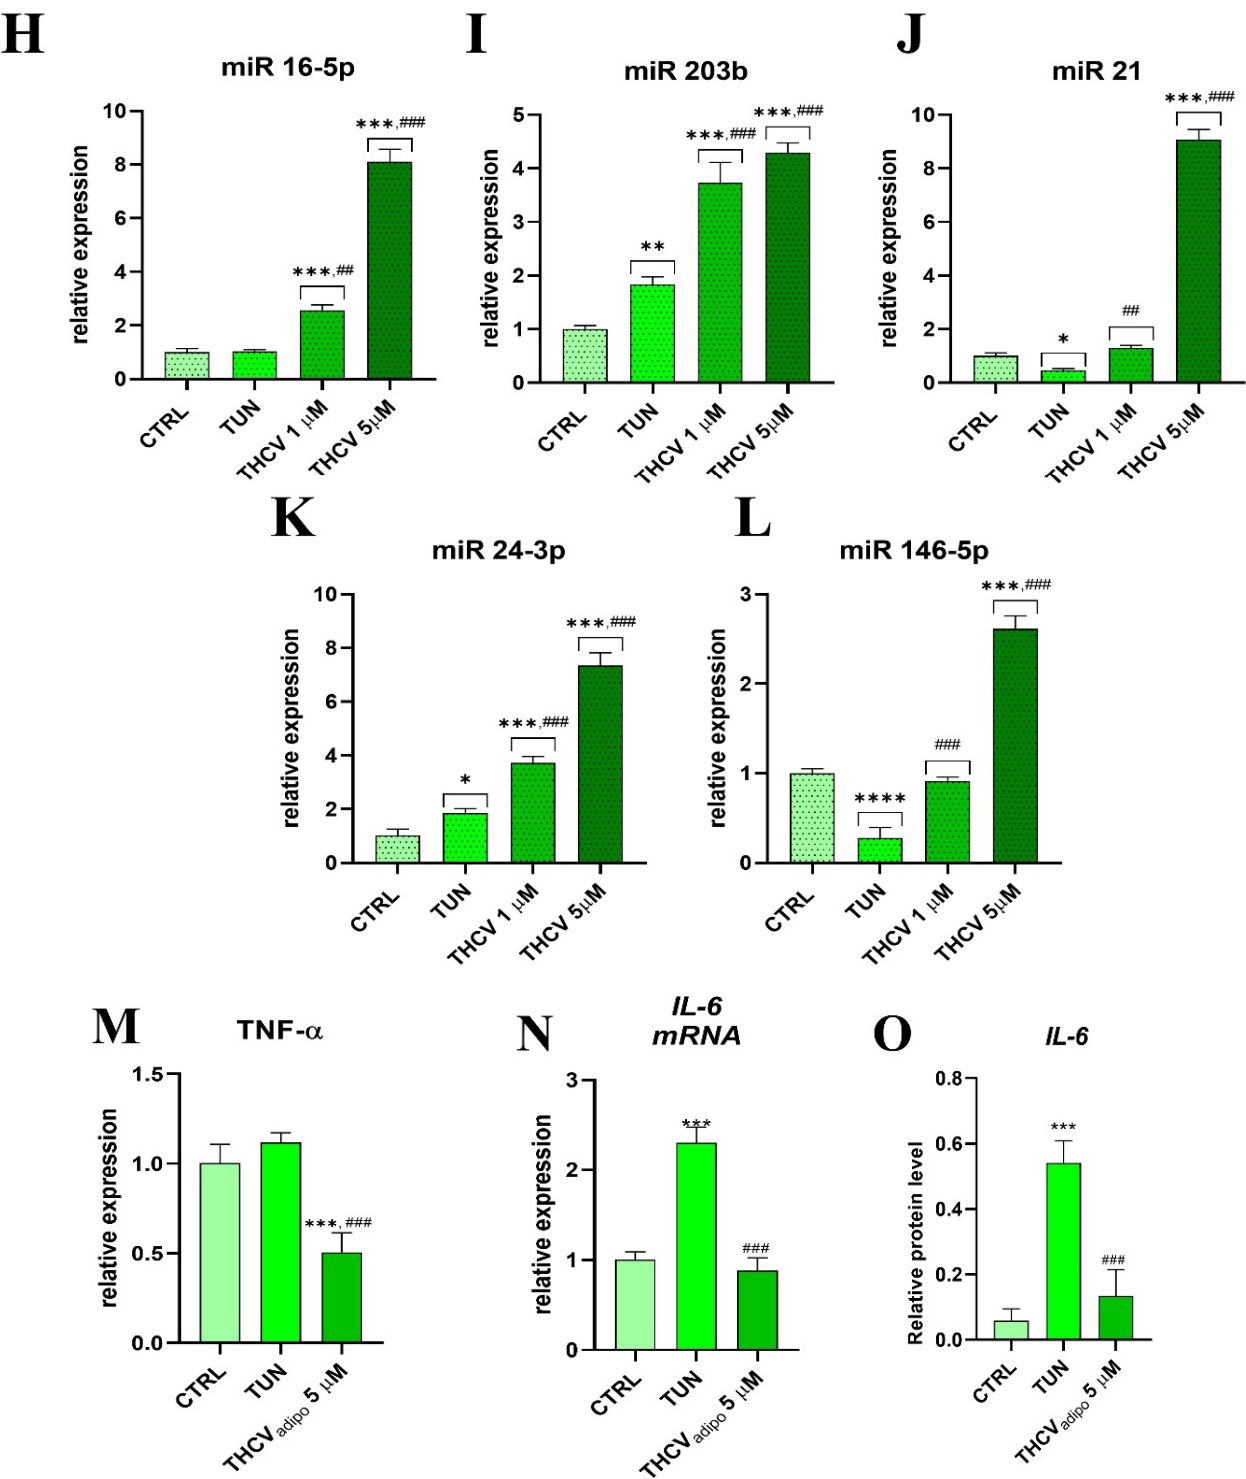 H
miR 16-5p
relative expression
10
8
6
4
2
0
***,##
***,###
CTRL
TUN
THCV 1 μM
THCV 5μM
I
miR 203b
relative expression
5
4
3
2
1
0
**
***,###
***,###
CTRL
TUN
THCV 1 μM
THCV 5μM
J
miR 21
relative expression
10
8
6
4
2
0
*
##
***,###
CTRL
TUN
THCV 1 μM
THCV 5μM
K
miR 24-3p
relative expression
10
8
6
4
2
0
*
***,###
***,###
CTRL
TUN
THCV 1 μM
THCV 5μM
L
miR 146-5p
relative expression
3
2
1
0
****
###
***,###
CTRL
TUN
THCV 1 μM
THCV 5μM
M
TNF-α
relative expression
1.5
1.0
0.5
0.0
***, ###
CTRL
TUN
THCVadipo 5 μM
N
IL-6
mRNA
relative expression
3
2
1
0
***
###
CTRL
TUN
THCVadipo 5 μM
O
IL-6
Relative protein level
0.8
0.6
0.4
0.2
0.0
***
###
CTRL
TUN
THCVadipo 5 μM